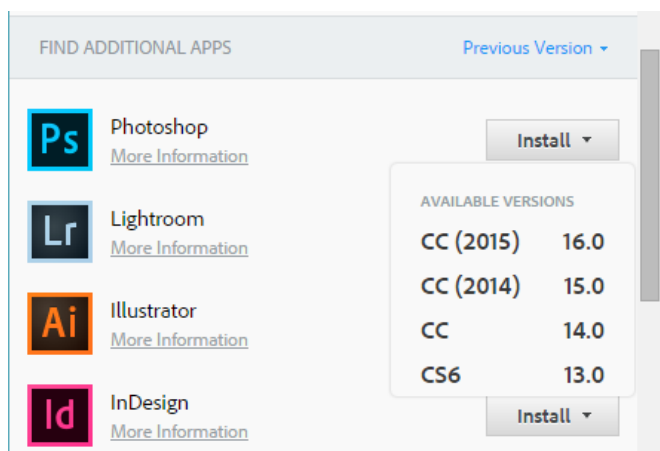 FIND ADDITIONAL APPS Previous Version
Ps Photoshop Install
More Information
AVAILABLE VERSIONS
Lr Lightroom
More Information
CC (2015) 16.0
CC (2014) 15.0
Ai Illustrator
More Information
CC 14.0
CS6 13.0
Id InDesign
More Information
Install